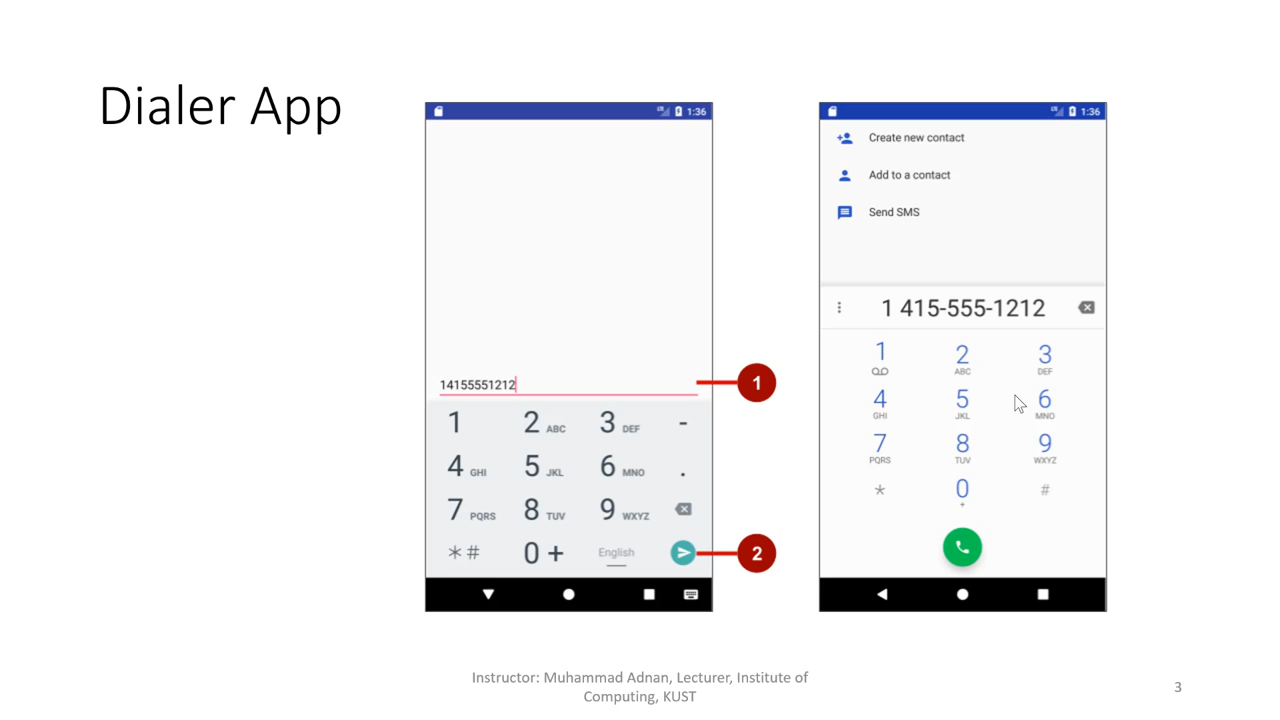 Dialer App
1:36
14155551212
1
1 2 ABC 3 DEF -
4 GHI 5 JKL 6 MNO .
7 PQRS 8 TUV 9 WXYZ
*# 0 + English
2
1:36
Create new contact
Add to a contact
Send SMS
1 415-555-1212
1 2 3
ABC DEF
4 5 6
GHI JKL MNO
7 8 9
PQRS TUV WXYZ
* 0 #
+
Instructor: Muhammad Adnan, Lecturer, Institute of
Computing, KUST
3